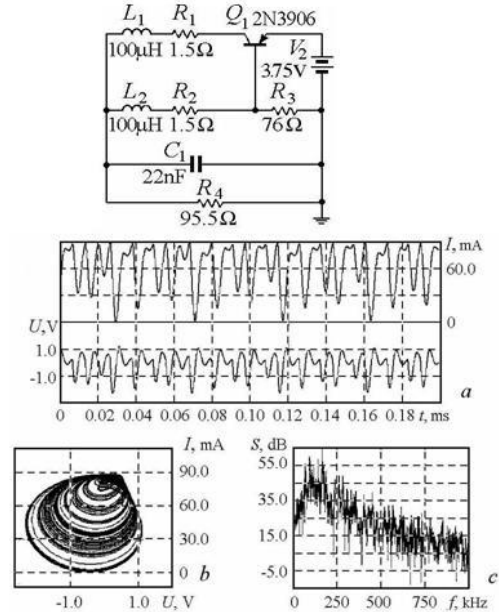 L1 R1 Q1 2N3906
100μH 1.5Ω V2
3.75V
L2 R2 R3
100μH 1.5Ω 76Ω
C1
22nF
R4
95.5Ω
I, mA
60.0
U, V 0
1.0
-1.0
a
0 0.02 0.04 0.06 0.08 0.10 0.12 0.14 0.16 0.18 t, ms
I, mA S, dB
90.0 55.0
60.0 35.0
30.0 15.0
0 b -5.0 c
-1.0 1.0 U, V 0 250 500 750 f, kHz